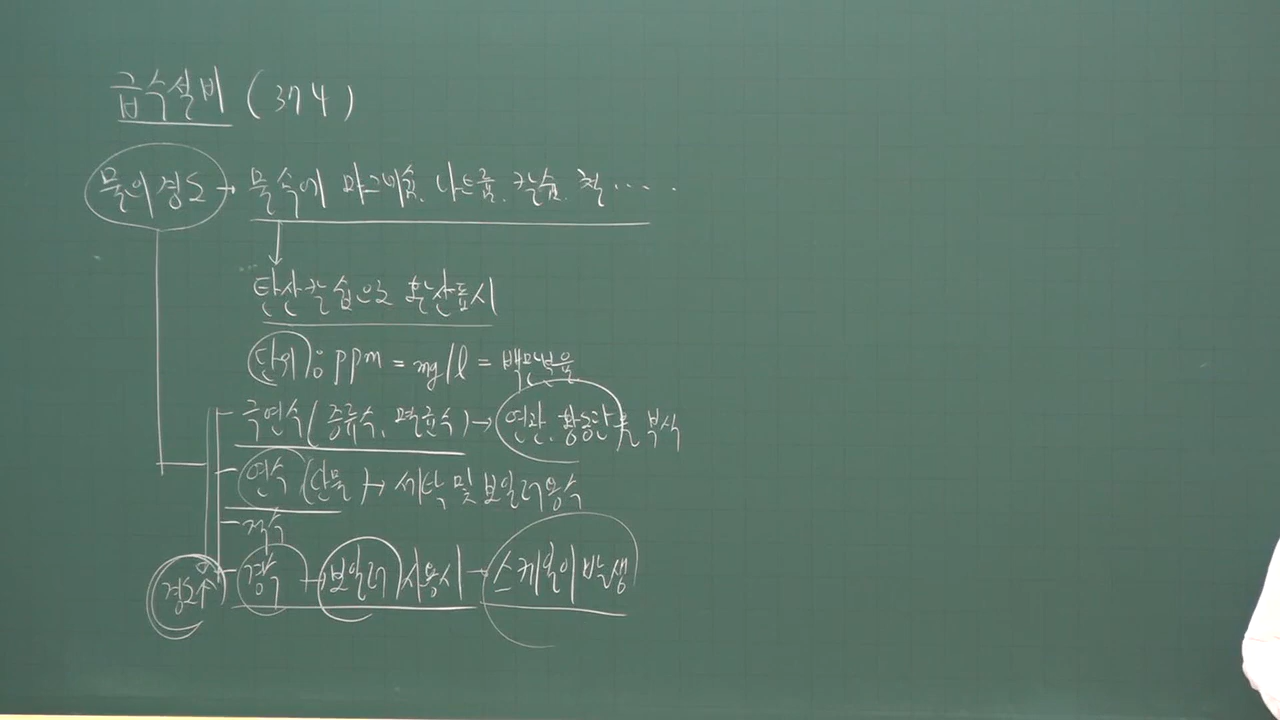 급수설비 (374)
물의경도 → 물속에 마그네슘, 나트륨, 칼슘, 철 .....
탄산칼슘으로 환산표시
단위 : ppm = mg/l = 백만분율
극연수 (증류수, 멸균수) → 연관, 황동관 부식
연수 (단물) → 세탁 및 보일러용수
적수
경수 → 보일러 사용시 → 스케일이 발생
경도↑